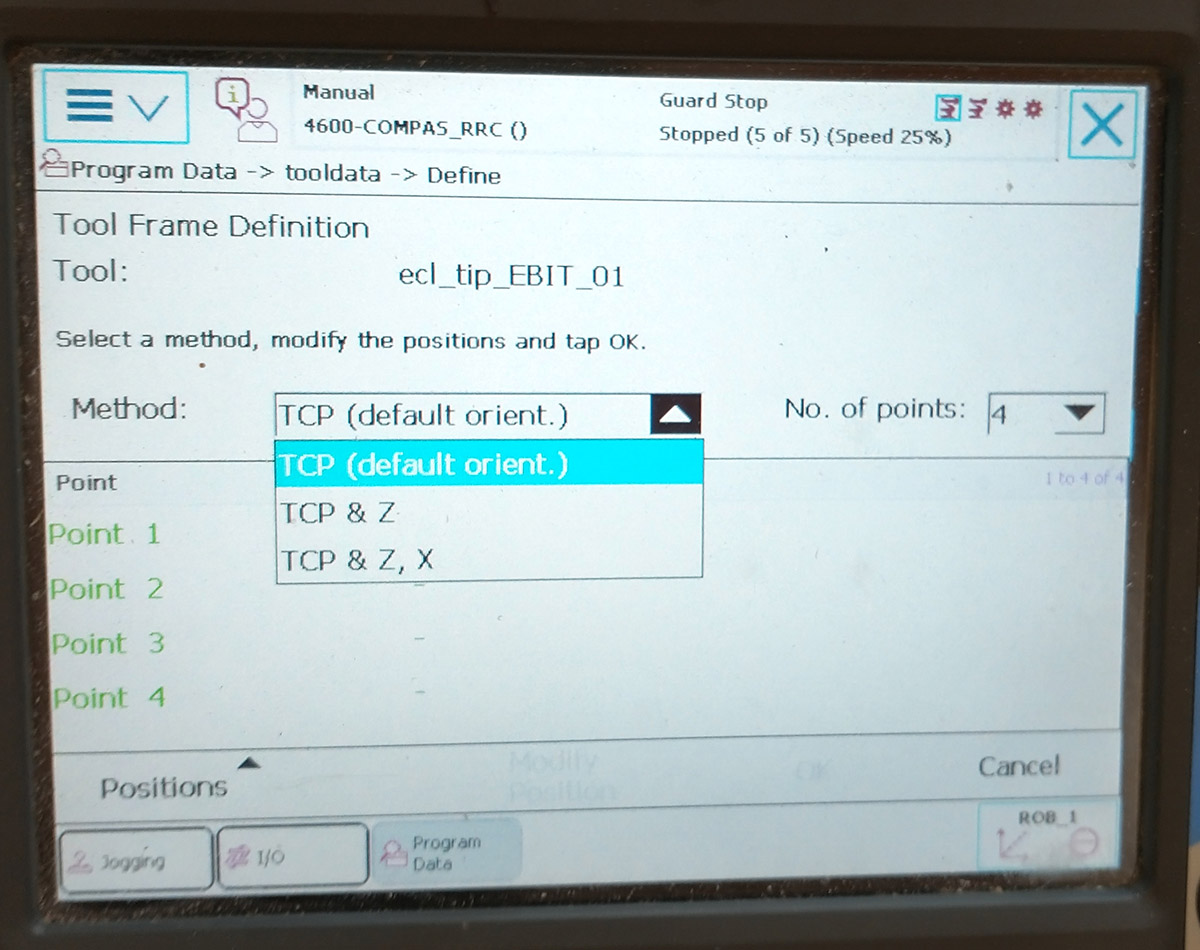 Manual
4600-COMPAS_RRC ()
Guard Stop
Stopped (5 of 5) (Speed 25%)
Program Data -> tooldata -> Define
Tool Frame Definition
Tool: ecl_tip_EBIT_01
Select a method, modify the positions and tap OK.
Method: TCP (default orient.) No. of points: 4
TCP (default orient.)
TCP & Z
TCP & Z, X
Point 1 to 4 of 4
Point 1
Point 2 -
Point 3 -
Point 4 -
Positions
Modify
Position
OK
Cancel
Jogging
I/O
Program
Data
ROB_1